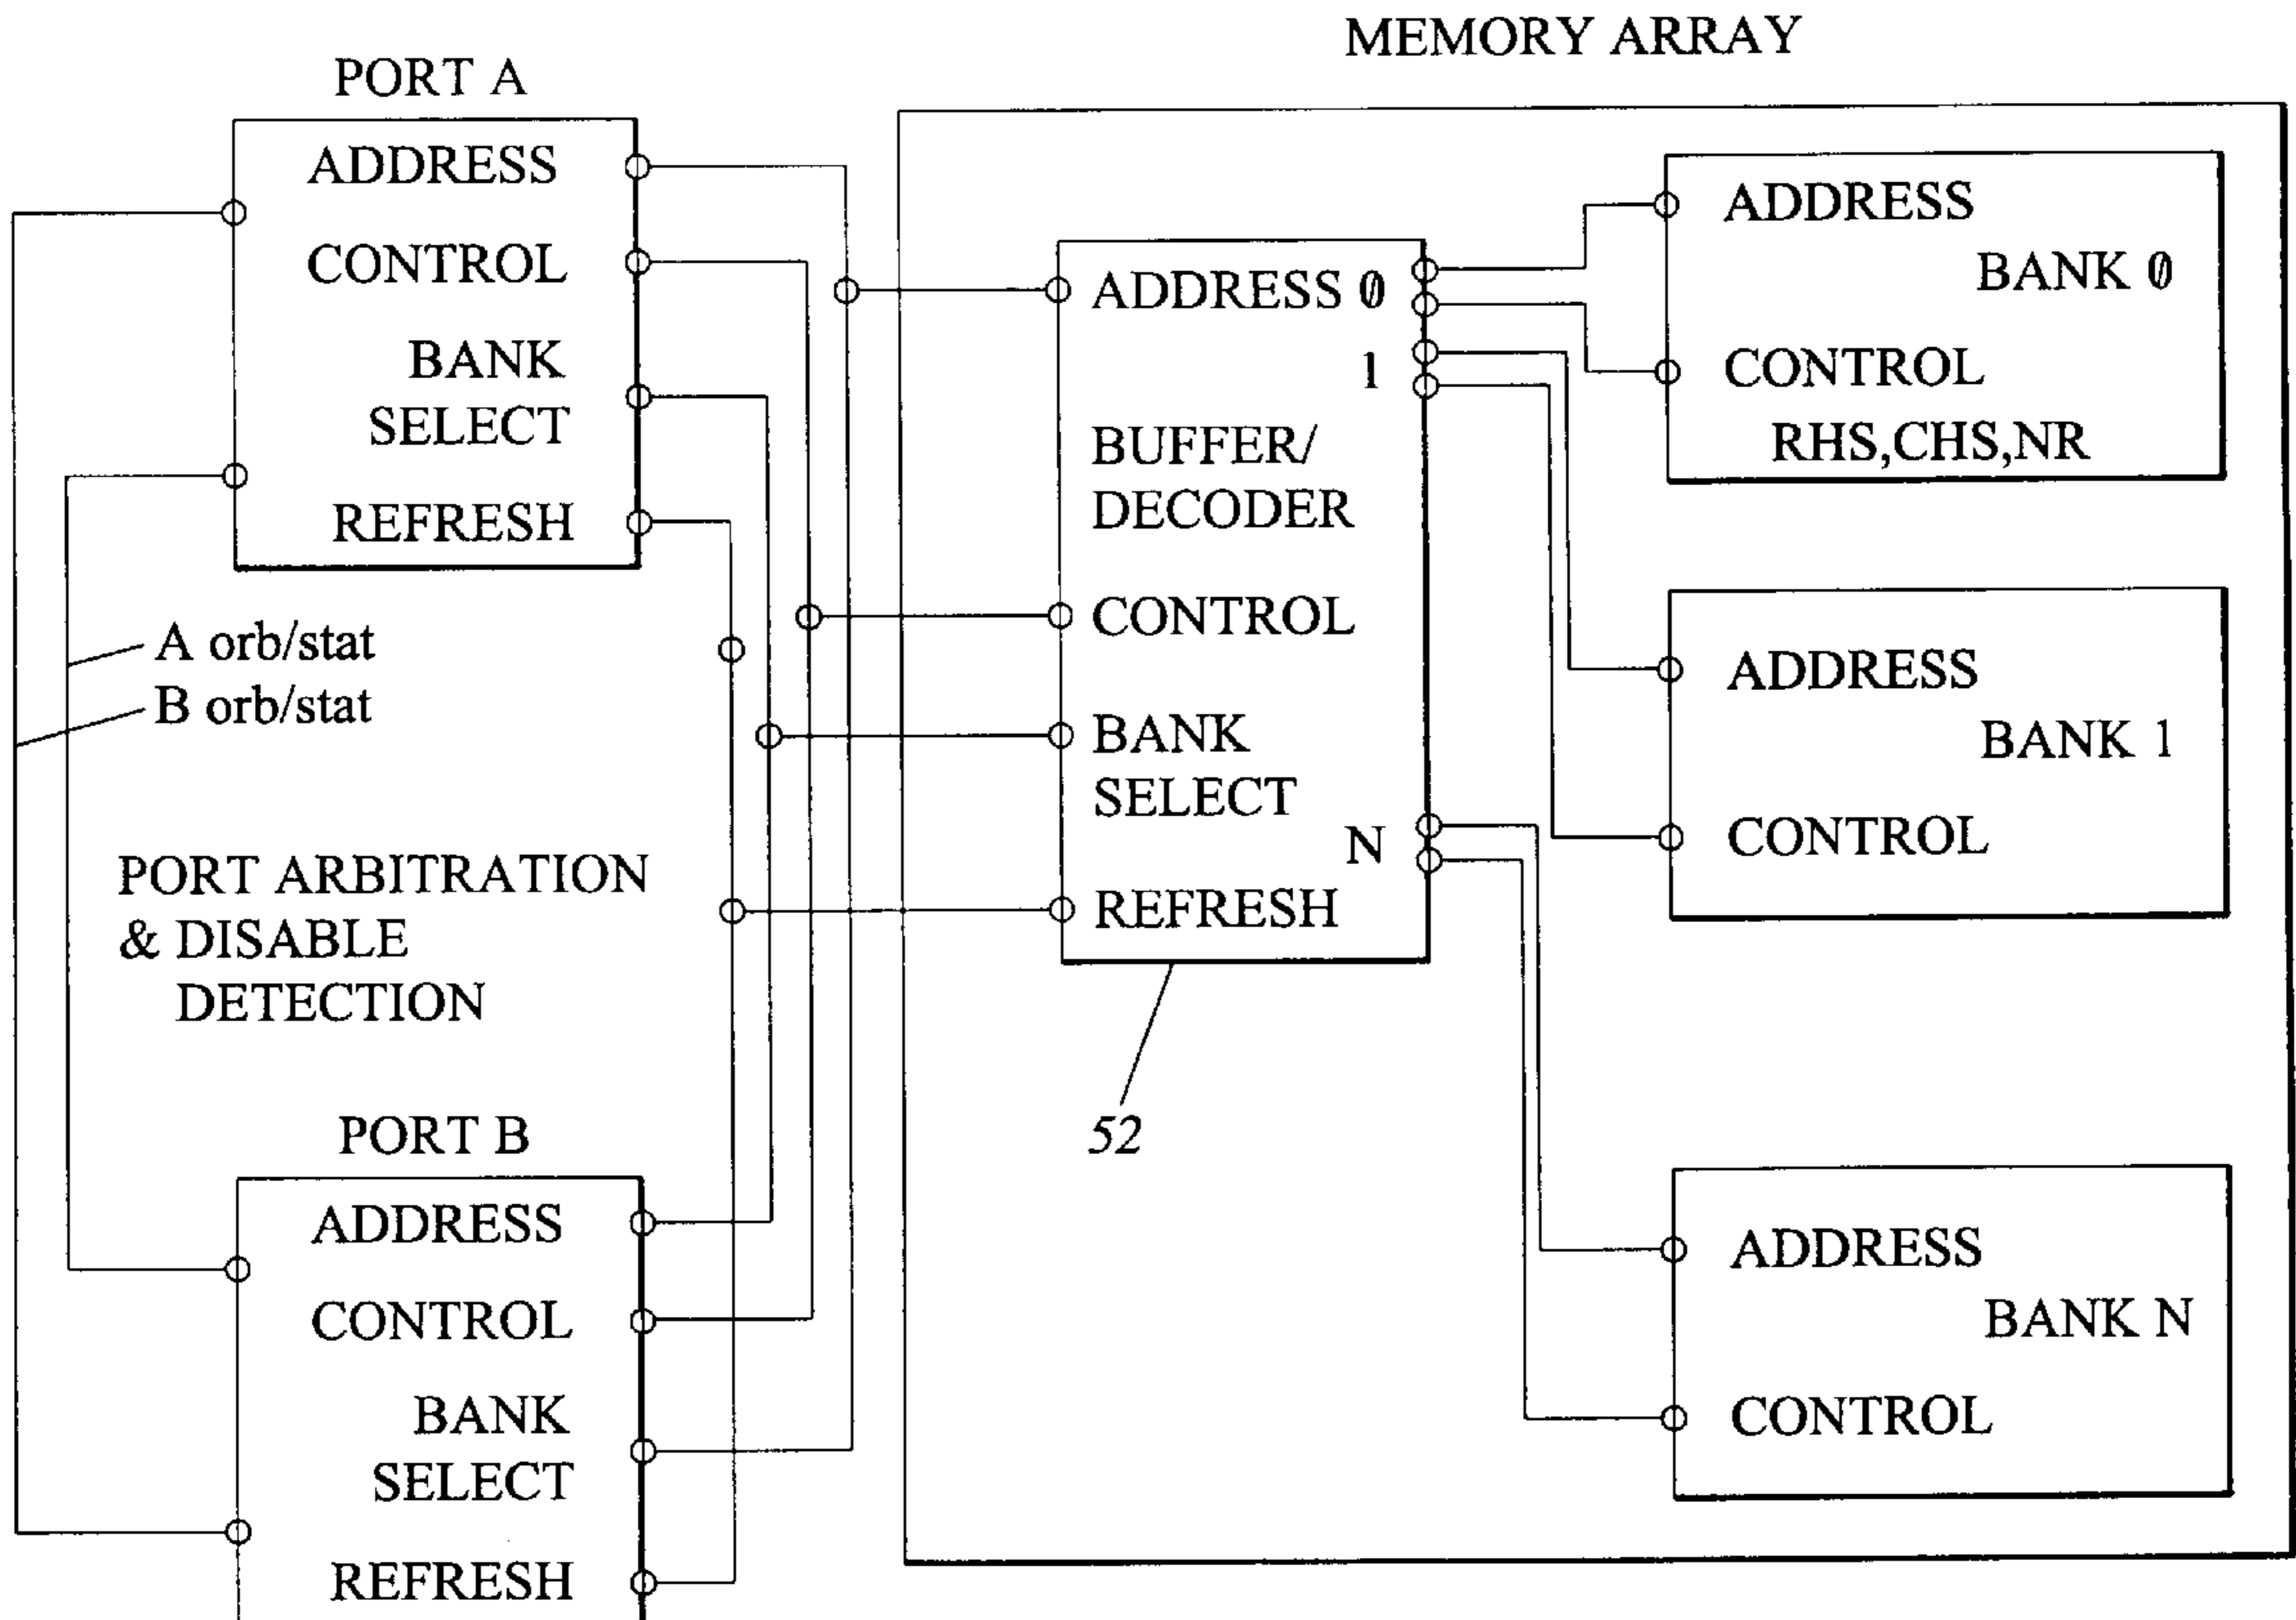 MEMORY ARRAY
PORT A
ADDRESS
CONTROL
BANK
SELECT
REFRESH
A orb/stat
B orb/stat
PORT ARBITRATION
& DISABLE
DETECTION
PORT B
ADDRESS
CONTROL
BANK
SELECT
REFRESH
ADDRESS 0
1
BUFFER/
DECODER
CONTROL
BANK
SELECT
N
REFRESH
52
ADDRESS
BANK 0
CONTROL
RHS,CHS,NR
ADDRESS
BANK 1
CONTROL
ADDRESS
BANK N
CONTROL